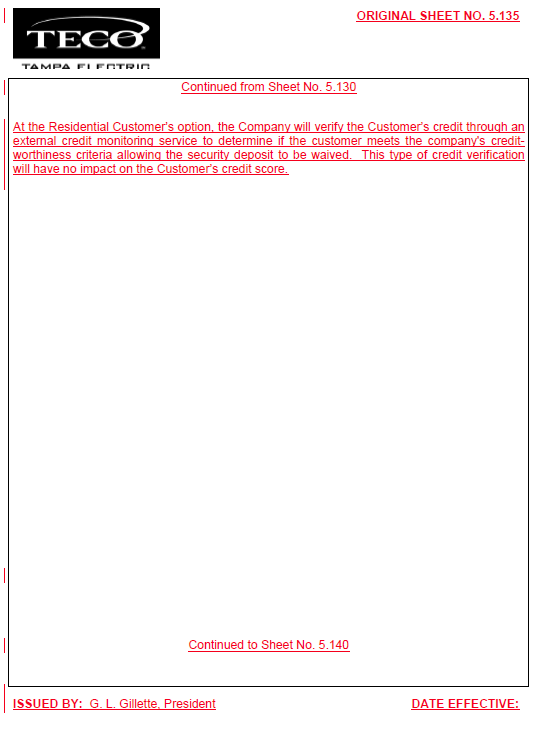 ORIGINAL SHEET NO. 5.135
TECO
TAMPA ELECTRIC
Continued from Sheet No. 5.130
At the Residential Customer's option, the Company will verify the Customer's credit through an
external credit monitoring service to determine if the customer meets the company's credit-
worthiness criteria allowing the security deposit to be waived. This type of credit verification
will have no impact on the Customer's credit score.
Continued to Sheet No. 5.140
ISSUED BY: G. L. Gillette, President DATE EFFECTIVE: